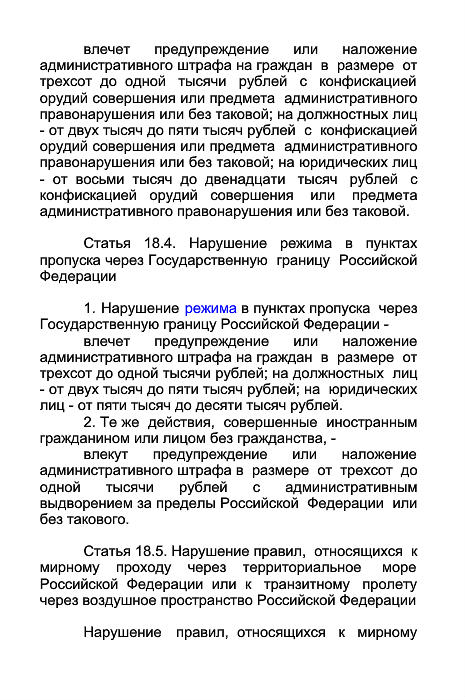 влечет предупреждение или наложение
административного штрафа на граждан в размере от
трехсот до одной тысячи рублей с конфискацией
орудий совершения или предмета административного
правонарушения или без таковой; на должностных лиц
- от двух тысяч до пяти тысяч рублей с конфискацией
орудий совершения или предмета административного
правонарушения или без таковой; на юридических лиц
- от восьми тысяч до двенадцати тысяч рублей с
конфискацией орудий совершения или предмета
административного правонарушения или без таковой.
Статья 18.4. Нарушение режима в пунктах
пропуска через Государственную границу Российской
Федерации
1. Нарушение режима в пунктах пропуска через
Государственную границу Российской Федерации -
влечет предупреждение или наложение
административного штрафа на граждан в размере от
трехсот до одной тысячи рублей; на должностных лиц
- от двух тысяч до пяти тысяч рублей; на юридических
лиц - от пяти тысяч до десяти тысяч рублей.
2. Те же действия, совершенные иностранным
гражданином или лицом без гражданства, -
влекут предупреждение или наложение
административного штрафа в размере от трехсот до
одной тысячи рублей с административным
выдворением за пределы Российской Федерации или
без такового.
Статья 18.5. Нарушение правил, относящихся к
мирному проходу через территориальное море
Российской Федерации или к транзитному пролету
через воздушное пространство Российской Федерации
Нарушение правил, относящихся к мирному